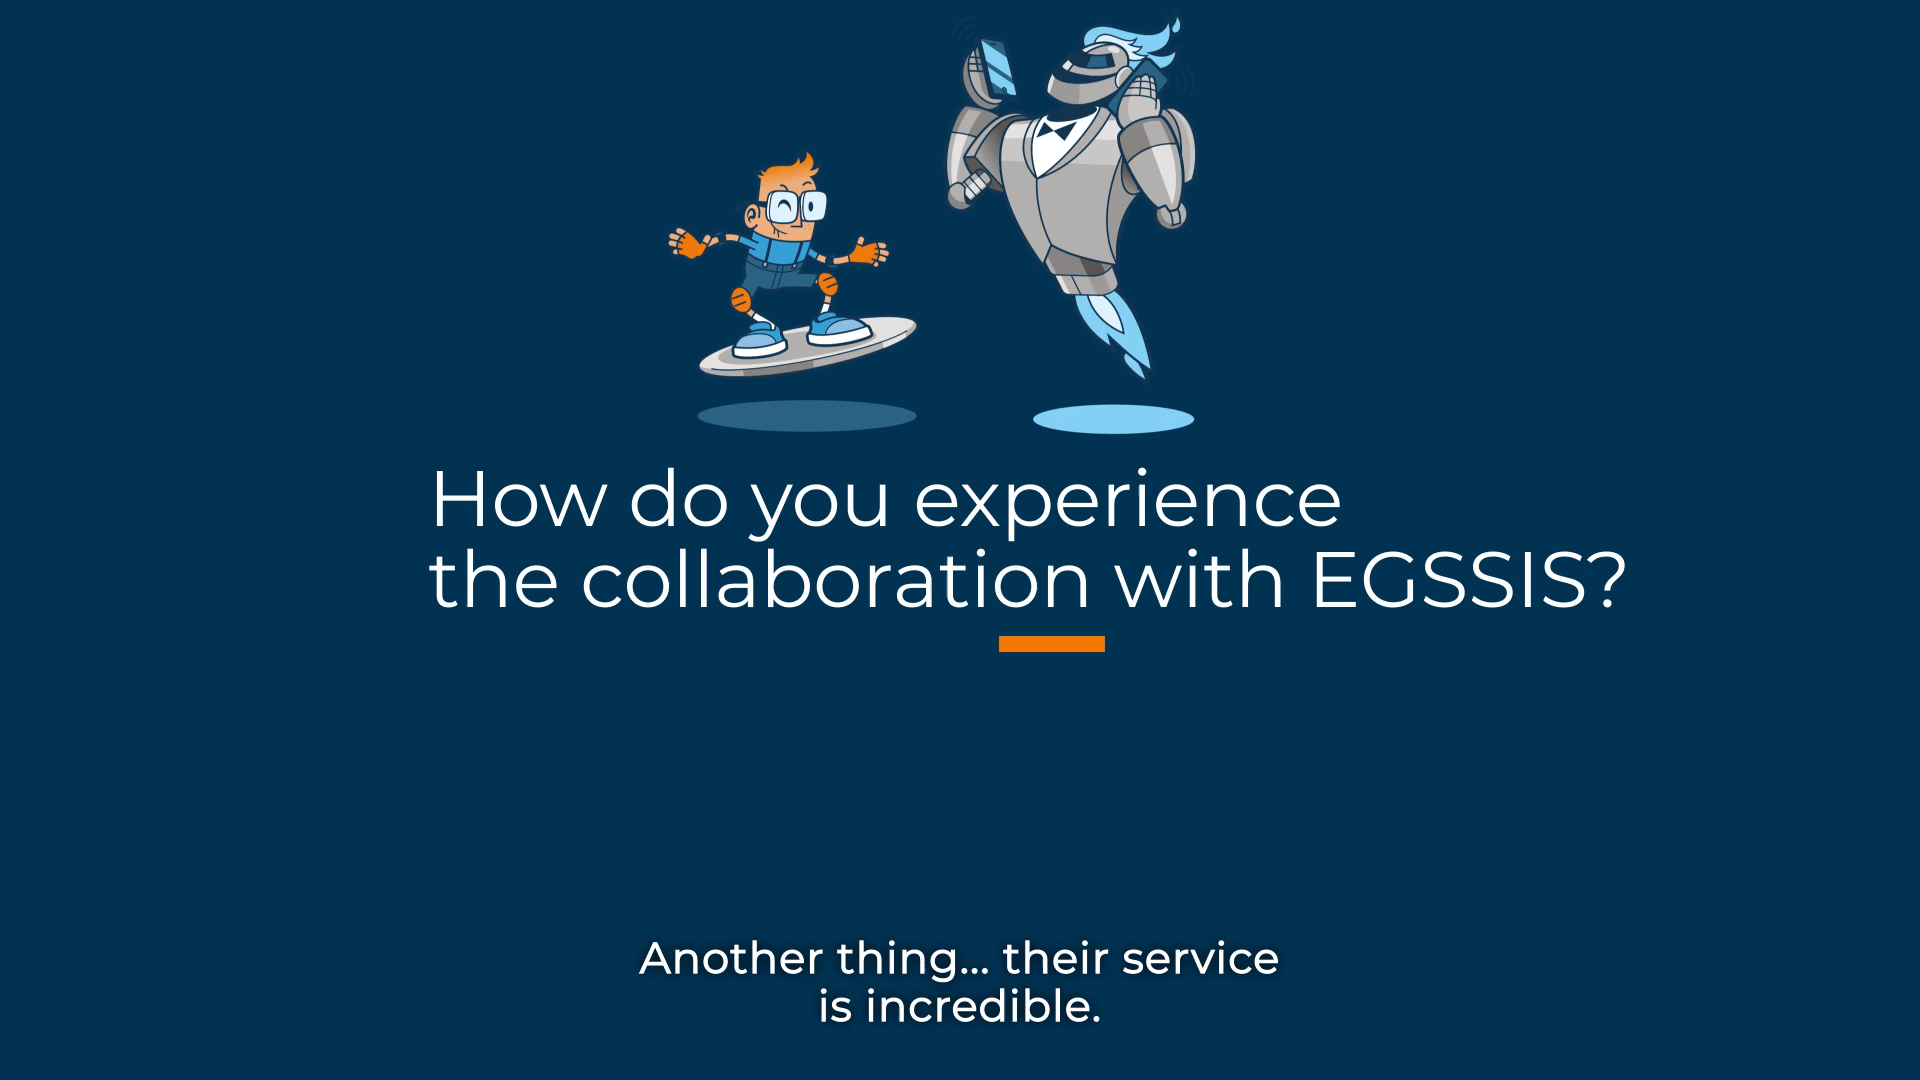 How do you experience
the collaboration with EGSSIS?
Another thing... their service
is incredible.